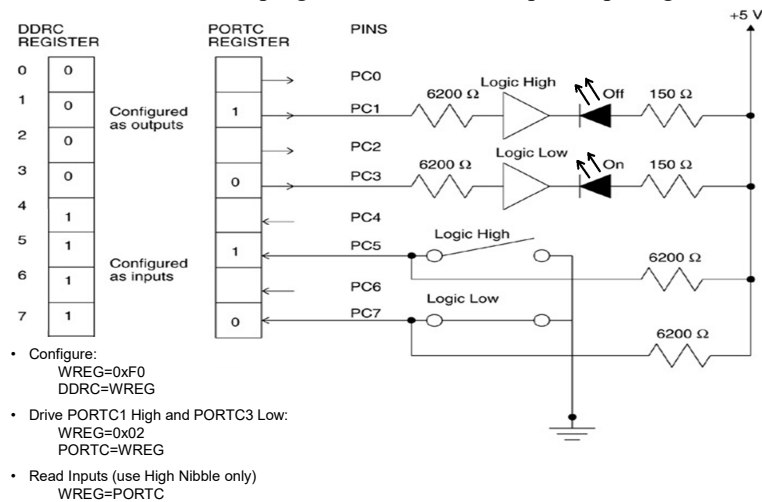 +5 V
DDRC REGISTER
PORTC REGISTER
PINS
0 0
PC0
1 0
1
PC1
6200 Ω
Logic High
Off
150 Ω
Configured
as outputs
2 0
PC2
3 0
0
PC3
6200 Ω
Logic Low
On
150 Ω
4 1
PC4
5 1
1
PC5
Logic High
6200 Ω
Configured
as inputs
6 1
PC6
7 1
0
PC7
Logic Low
6200 Ω
• Configure:
WREG=0xF0
DDRC=WREG
• Drive PORTC1 High and PORTC3 Low:
WREG=0x02
PORTC=WREG
• Read Inputs (use High Nibble only)
WREG=PORTC